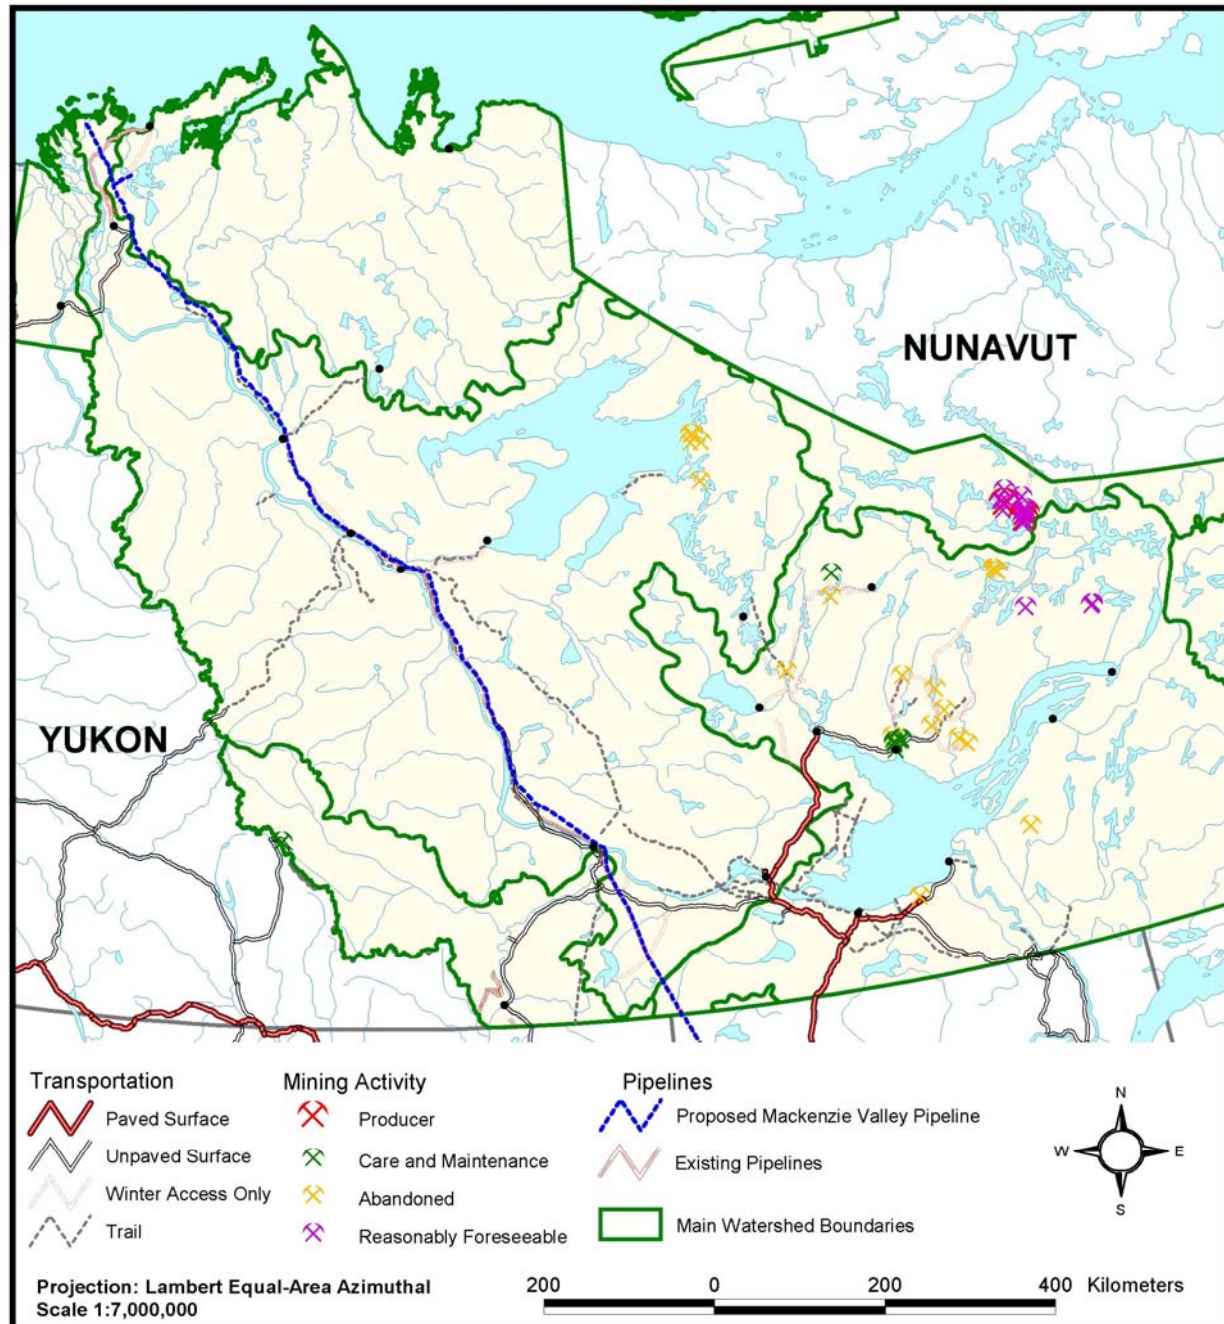 NUNAVUT
YUKON
Transportation
Paved Surface
Unpaved Surface
Winter Access Only
Trail
Mining Activity
Producer
Care and Maintenance
Abandoned
Reasonably Foreseeable
Pipelines
Proposed Mackenzie Valley Pipeline
Existing Pipelines
Main Watershed Boundaries
N
W E
S
Projection: Lambert Equal-Area Azimuthal
Scale 1:7,000,000
200 0 200 400 Kilometers